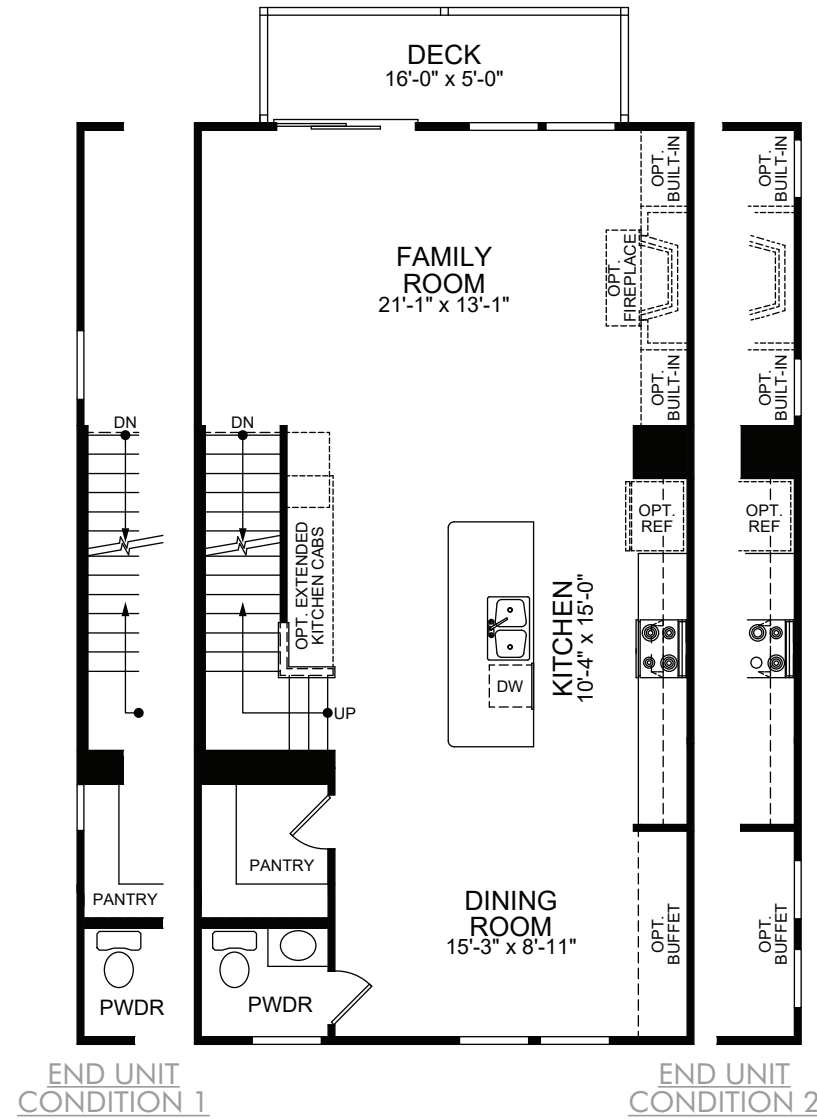 DECK
16'-0" x 5'-0"
OPT.
BUILT-IN
OPT.
BUILT-IN
FAMILY
ROOM
21'-1" x 13'-1"
OPT.
FIREPLACE
OPT.
BUILT-IN
OPT.
BUILT-IN
DN
DN
OPT. EXTENDED
KITCHEN CABS
OPT.
REF
OPT.
REF
KITCHEN
10'-4" x 15'-0"
DW
UP
PANTRY
PANTRY
DINING
ROOM
15'-3" x 8'-11"
OPT.
BUFFET
OPT.
BUFFET
PWDR
PWDR
END UNIT
CONDITION 1
END UNIT
CONDITION 2